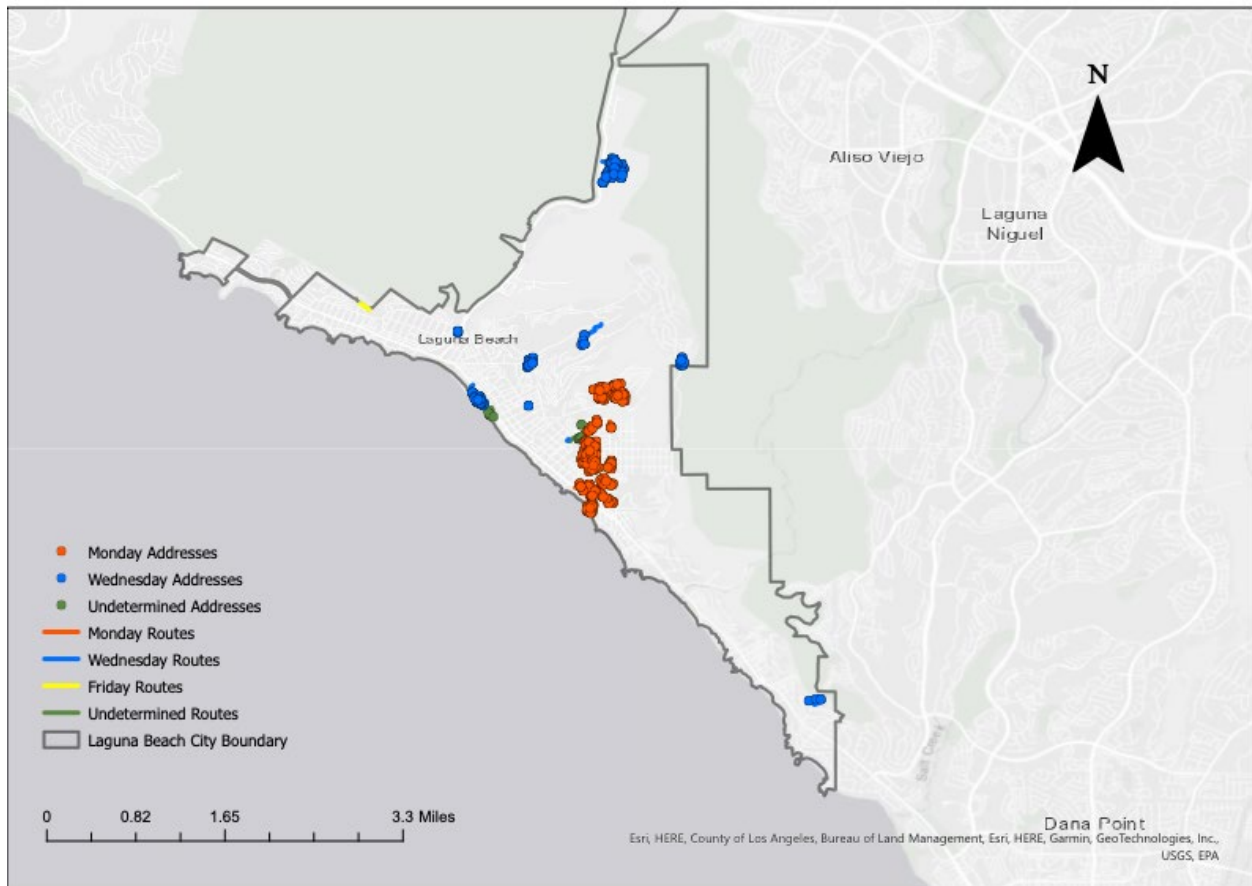 N
Aliso Viejo
Laguna
Niguel
Laguna Beach
Monday Addresses
Wednesday Addresses
Undetermined Addresses
Monday Routes
Wednesday Routes
Friday Routes
Undetermined Routes
Laguna Beach City Boundary
Salt Creek
0 0.82 1.65 3.3 Miles
Dana Point
Esri, HERE, County of Los Angeles, Bureau of Land Management, Esri, HERE, Garmin, GeoTechnologies, Inc.,
USGS, EPA